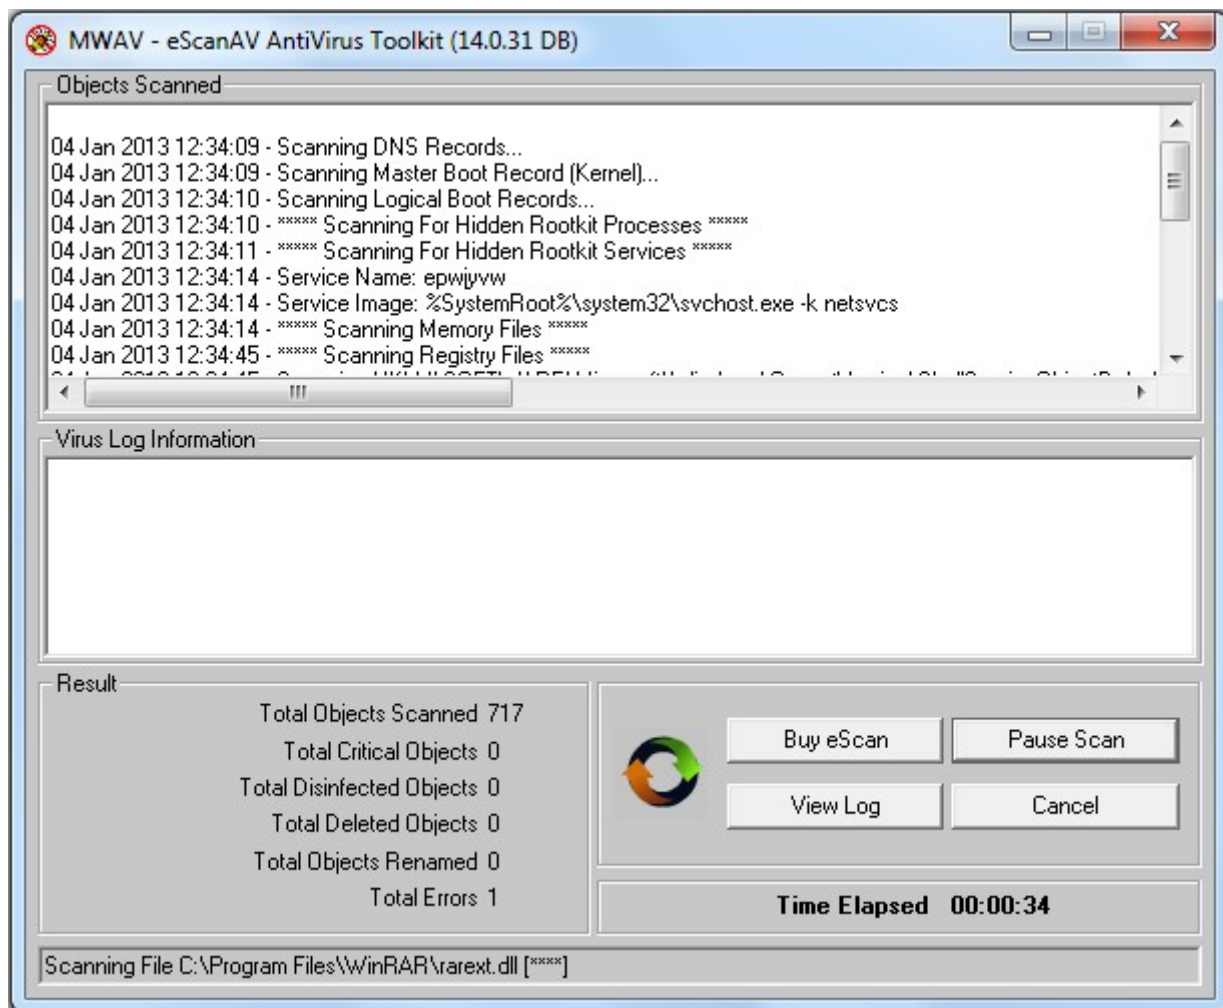 MWAV - eScanAV AntiVirus Toolkit (14.0.31 DB)
Objects Scanned
04 Jan 2013 12:34:09 - Scanning DNS Records...
04 Jan 2013 12:34:09 - Scanning Master Boot Record (Kernel)...
04 Jan 2013 12:34:10 - Scanning Logical Boot Records...
04 Jan 2013 12:34:10 - ***** Scanning For Hidden Rootkit Processes *****
04 Jan 2013 12:34:11 - ***** Scanning For Hidden Rootkit Services *****
04 Jan 2013 12:34:14 - Service Name: epwjyvw
04 Jan 2013 12:34:14 - Service Image: %SystemRoot%\system32\svchost.exe -k netsvcs
04 Jan 2013 12:34:14 - ***** Scanning Memory Files *****
04 Jan 2013 12:34:45 - ***** Scanning Registry Files *****
Virus Log Information
Result
Total Objects Scanned 717
Total Critical Objects 0
Total Disinfected Objects 0
Total Deleted Objects 0
Total Objects Renamed 0
Total Errors 1
Buy eScan
Pause Scan
View Log
Cancel
Time Elapsed 00:00:34
Scanning File C:\Program Files\WinRAR\rarext.dll [****]